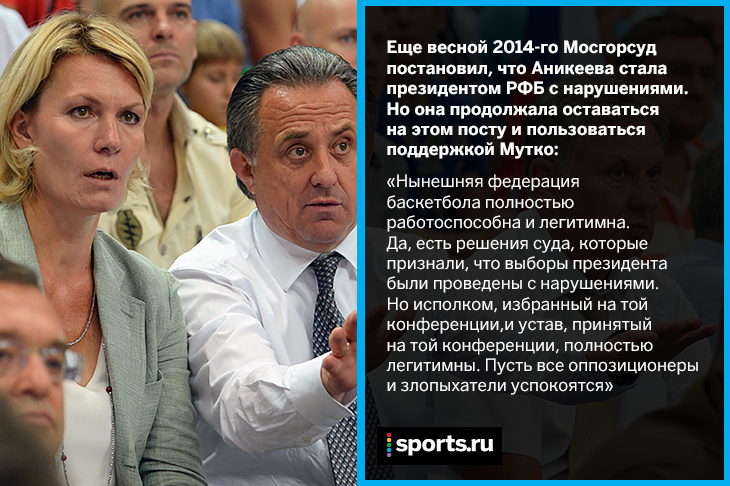 Еще весной 2014-го Мосгорсуд
постановил, что Аникеева стала
президентом РФБ с нарушениями.
Но она продолжала оставаться
на этом посту и пользоваться
поддержкой Мутко:
«Нынешняя федерация
баскетбола полностью
работоспособна и легитимна.
Да, есть решения суда, которые
признали, что выборы президента
были проведены с нарушениями.
Но исполком, избранный на той
конференции,и устав, принятый
на той конференции, полностью
легитимны. Пусть все оппозиционеры
и злопыхатели успокоятся»
sports.ru